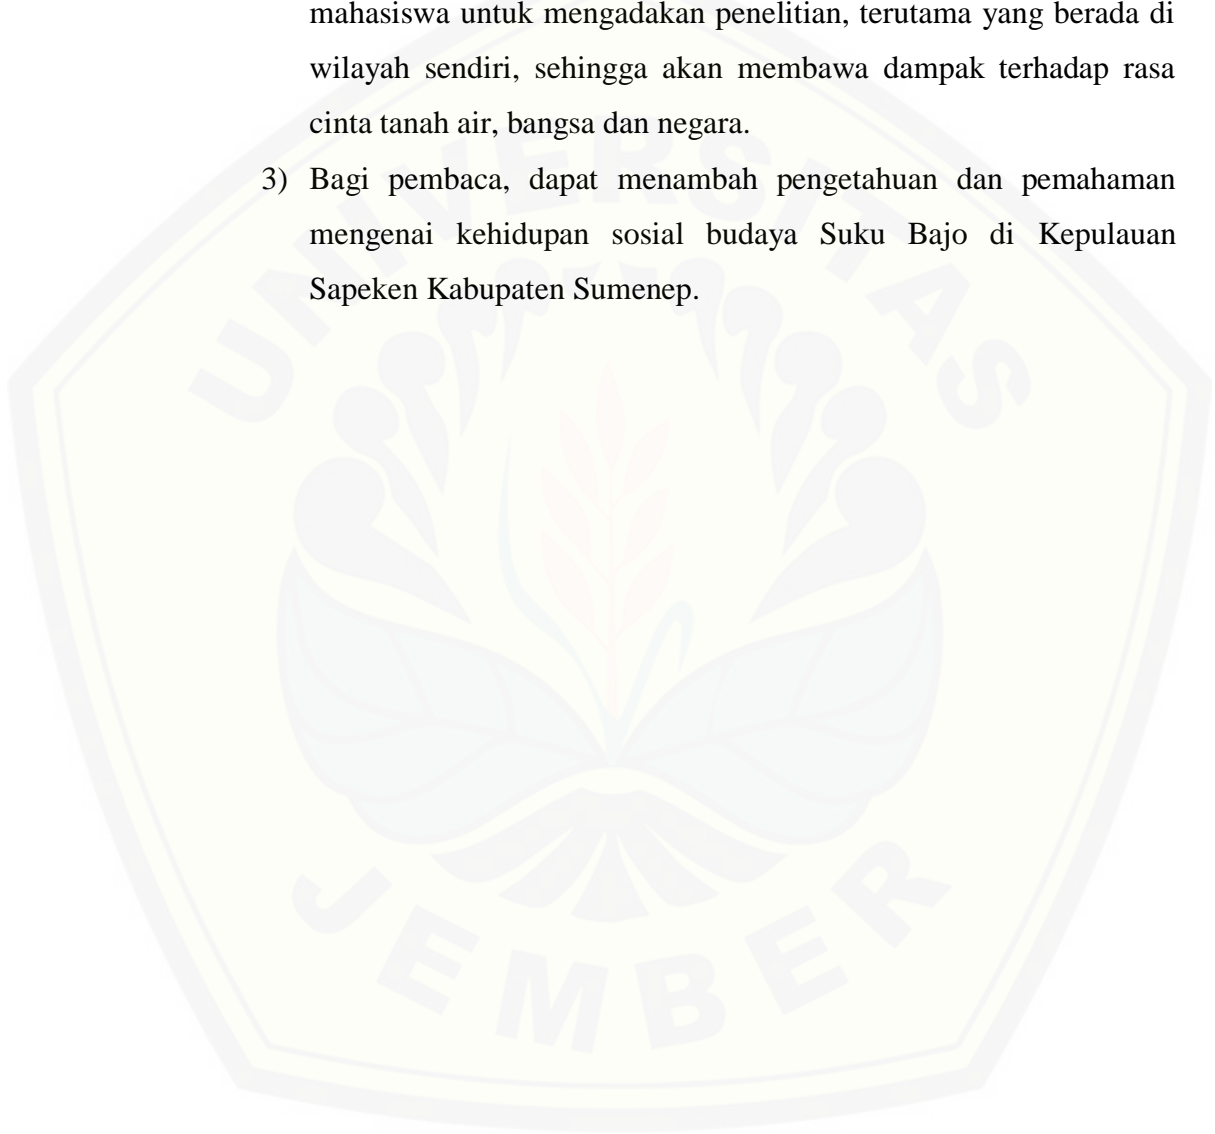 mahasiswa untuk mengadakan penelitian, terutama yang berada di
wilayah sendiri, sehingga akan membawa dampak terhadap rasa
cinta tanah air, bangsa dan negara.
3) Bagi pembaca, dapat menambah pengetahuan dan pemahaman
mengenai kehidupan sosial budaya Suku Bajo di Kepulauan
Sapeken Kabupaten Sumenep.
UNIVERSITAS
JEMBER